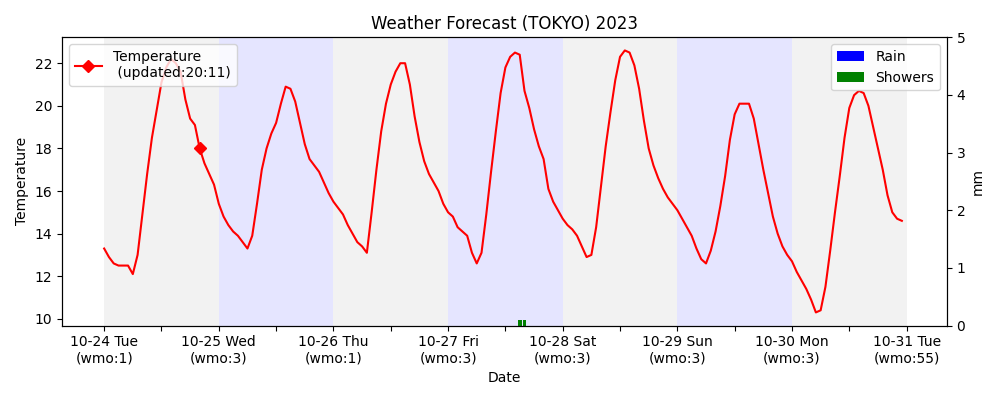 Weather Forecast (TOKYO) 2023
Temperature
(updated:20:11)
Rain
Showers
22
20
18
16
14
12
10
Temperature
5
4
3
2
1
0
mm
10-24 Tue
(wmo:1)
10-25 Wed
(wmo:3)
10-26 Thu
(wmo:1)
10-27 Fri
(wmo:3)
10-28 Sat
(wmo:3)
10-29 Sun
(wmo:3)
10-30 Mon
(wmo:3)
10-31 Tue
(wmo:55)
Date